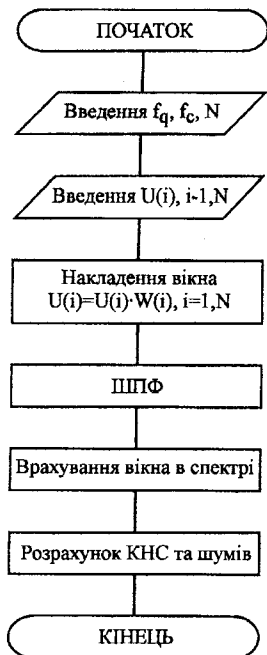 ПОЧАТОК
Введення f_q, f_c, N
Введення U(i), i-1,N
Накладення вікна
U(i)=U(i)·W(i), i=1,N
ШПФ
Врахування вікна в спектрі
Розрахунок КНС та шумів
КІНЕЦЬ